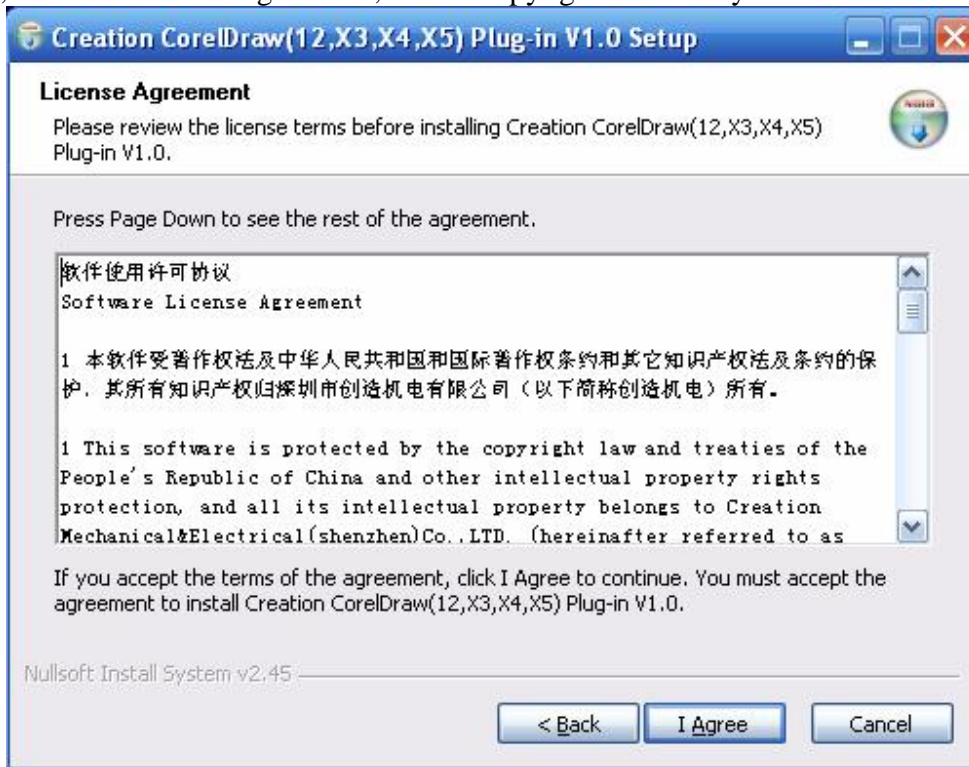 Creation CorelDraw(12,X3,X4,X5) Plug-in V1.0 Setup
License Agreement
Please review the license terms before installing Creation CorelDraw(12,X3,X4,X5)
Plug-in V1.0.
Press Page Down to see the rest of the agreement.
软件使用许可协议
Software License Agreement
1 本软件受著作权法及中华人民共和国和国际著作权条约和其它知识产权法及条约的保
护. 其所有知识产权归深圳市创造机电有限公司（以下简称创造机电）所有。
1 This software is protected by the copyright law and treaties of the
People's Republic of China and other intellectual property rights
protection, and all its intellectual property belongs to Creation
Mechanical&Electrical(shenzhen)Co.,LTD. (hereinafter referred to as
If you accept the terms of the agreement, click I Agree to continue. You must accept the
agreement to install Creation CorelDraw(12,X3,X4,X5) Plug-in V1.0.
Nullsoft Install System v2.45
< Back I Agree Cancel